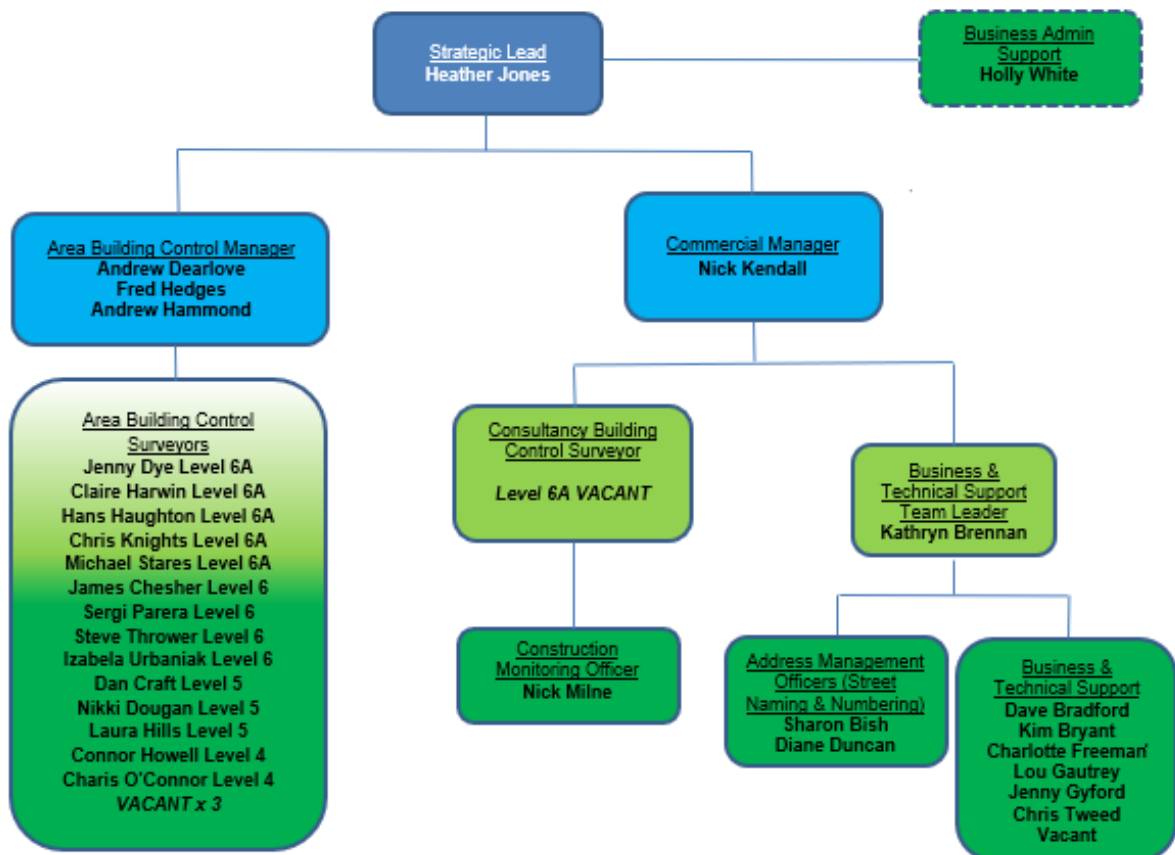 Strategic Lead
Heather Jones
Business Admin
Support
Holly White
Area Building Control Manager
Andrew Dearlove
Fred Hedges
Andrew Hammond
Commercial Manager
Nick Kendall
Area Building Control
Surveyors
Jenny Dye Level 6A
Claire Harwin Level 6A
Hans Haughton Level 6A
Chris Knights Level 6A
Michael Stares Level 6A
James Chesher Level 6
Sergi Parera Level 6
Steve Thrower Level 6
Izabela Urbaniak Level 6
Dan Craft Level 5
Nikki Dougan Level 5
Laura Hills Level 5
Connor Howell Level 4
Charis O'Connor Level 4
VACANT x 3
Consultancy Building
Control Surveyor
Level 6A VACANT
Business &
Technical Support
Team Leader
Kathryn Brennan
Construction
Monitoring Officer
Nick Milne
Address Management
Officers (Street
Naming & Numbering)
Sharon Bish
Diane Duncan
Business &
Technical Support
Dave Bradford
Kim Bryant
Charlotte Freeman
Lou Gautrey
Jenny Gyford
Chris Tweed
Vacant